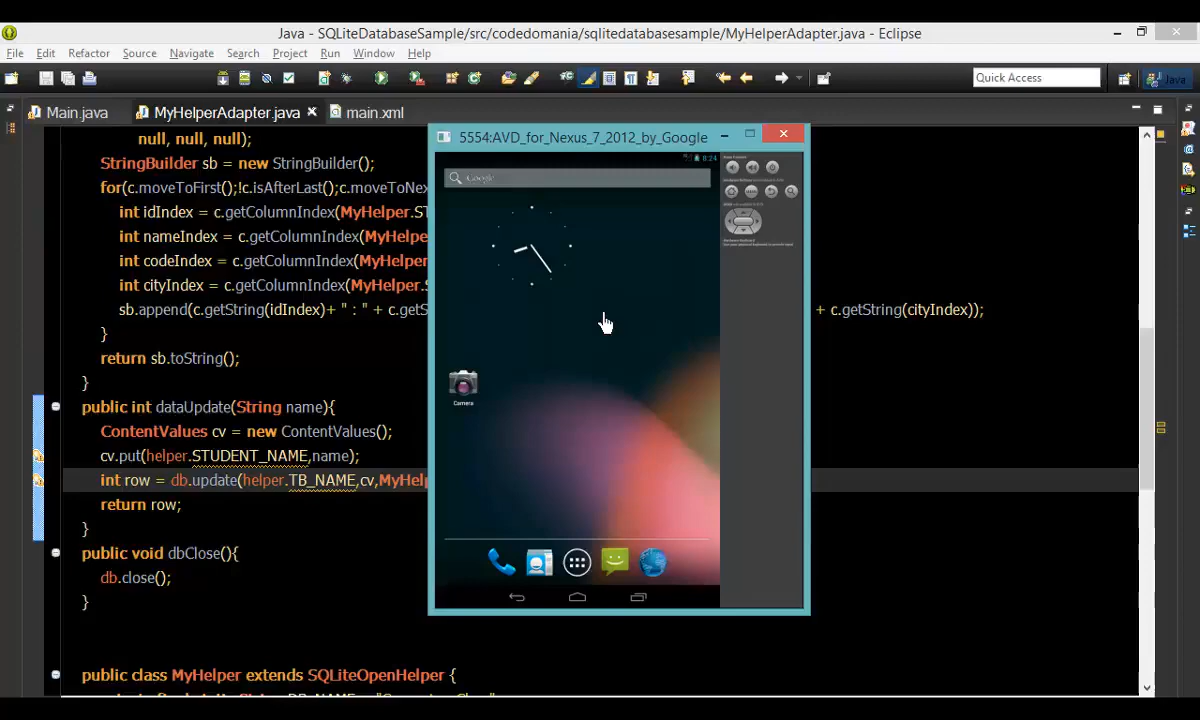 Java - SQLiteDatabaseSample/src/codedomania/sqlitedatabasesample/MyHelperAdapter.java - Eclipse
File Edit Refactor Source Navigate Search Project Run Window Help
Quick Access
Java
Main.java MyHelperAdapter.java main.xml
5554:AVD_for_Nexus_7_2012_by_Google
8:24
Google
Camera
null, null, null);
StringBuilder sb = new StringBuilder();
for(c.moveToFirst();!c.isAfterLast();c.moveToNex
int idIndex = c.getColumnIndex(MyHelper.ST
int nameIndex = c.getColumnIndex(MyHelpe
int codeIndex = c.getColumnIndex(MyHelper.
int cityIndex = c.getColumnIndex(MyHelper.S
sb.append(c.getString(idIndex)+ " : " + c.getS + c.getString(cityIndex));
}
return sb.toString();
}
public int dataUpdate(String name){
ContentValues cv = new ContentValues();
cv.put(helper.STUDENT_NAME,name);
int row = db.update(helper.TB_NAME,cv,MyHelp
return row;
}
public void dbClose(){
db.close();
}
public class MyHelper extends SQLiteOpenHelper {